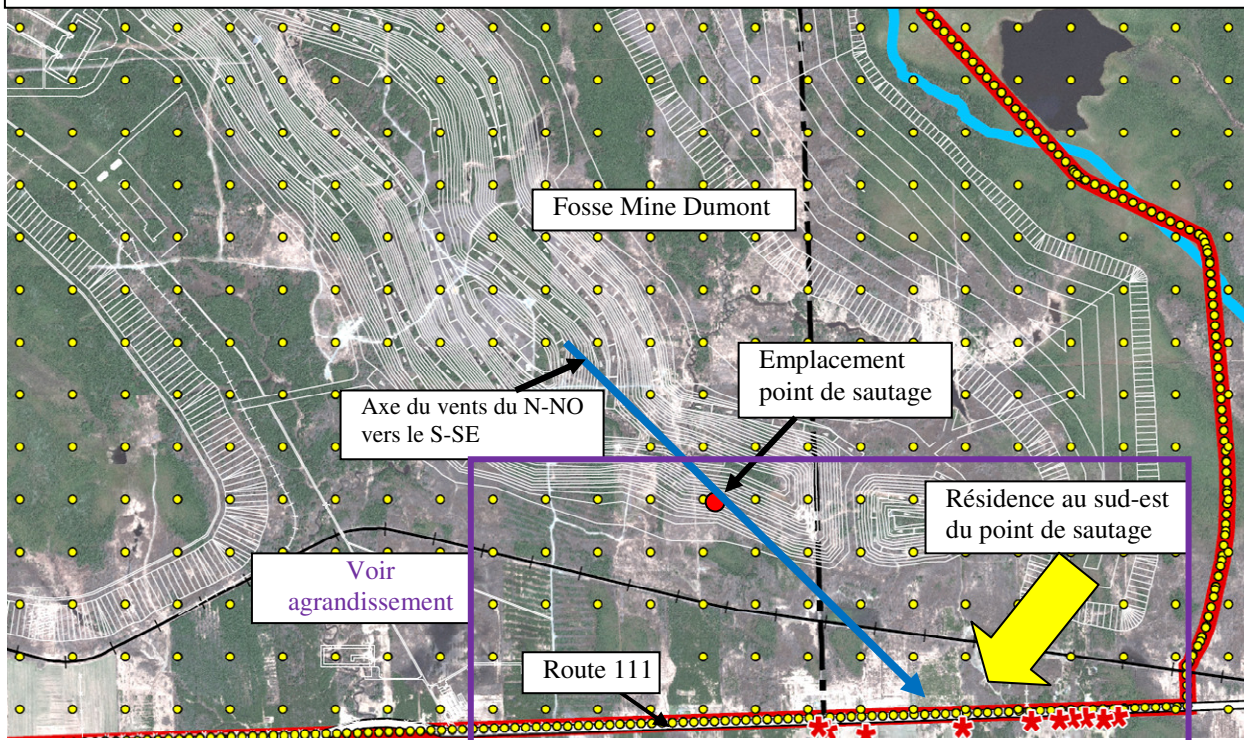 Fosse Mine Dumont
Emplacement
point de sautage
Axe du vents du N-NO
vers le S-SE
Résidence au sud-est
du point de sautage
Voir
agrandissement
Route 111